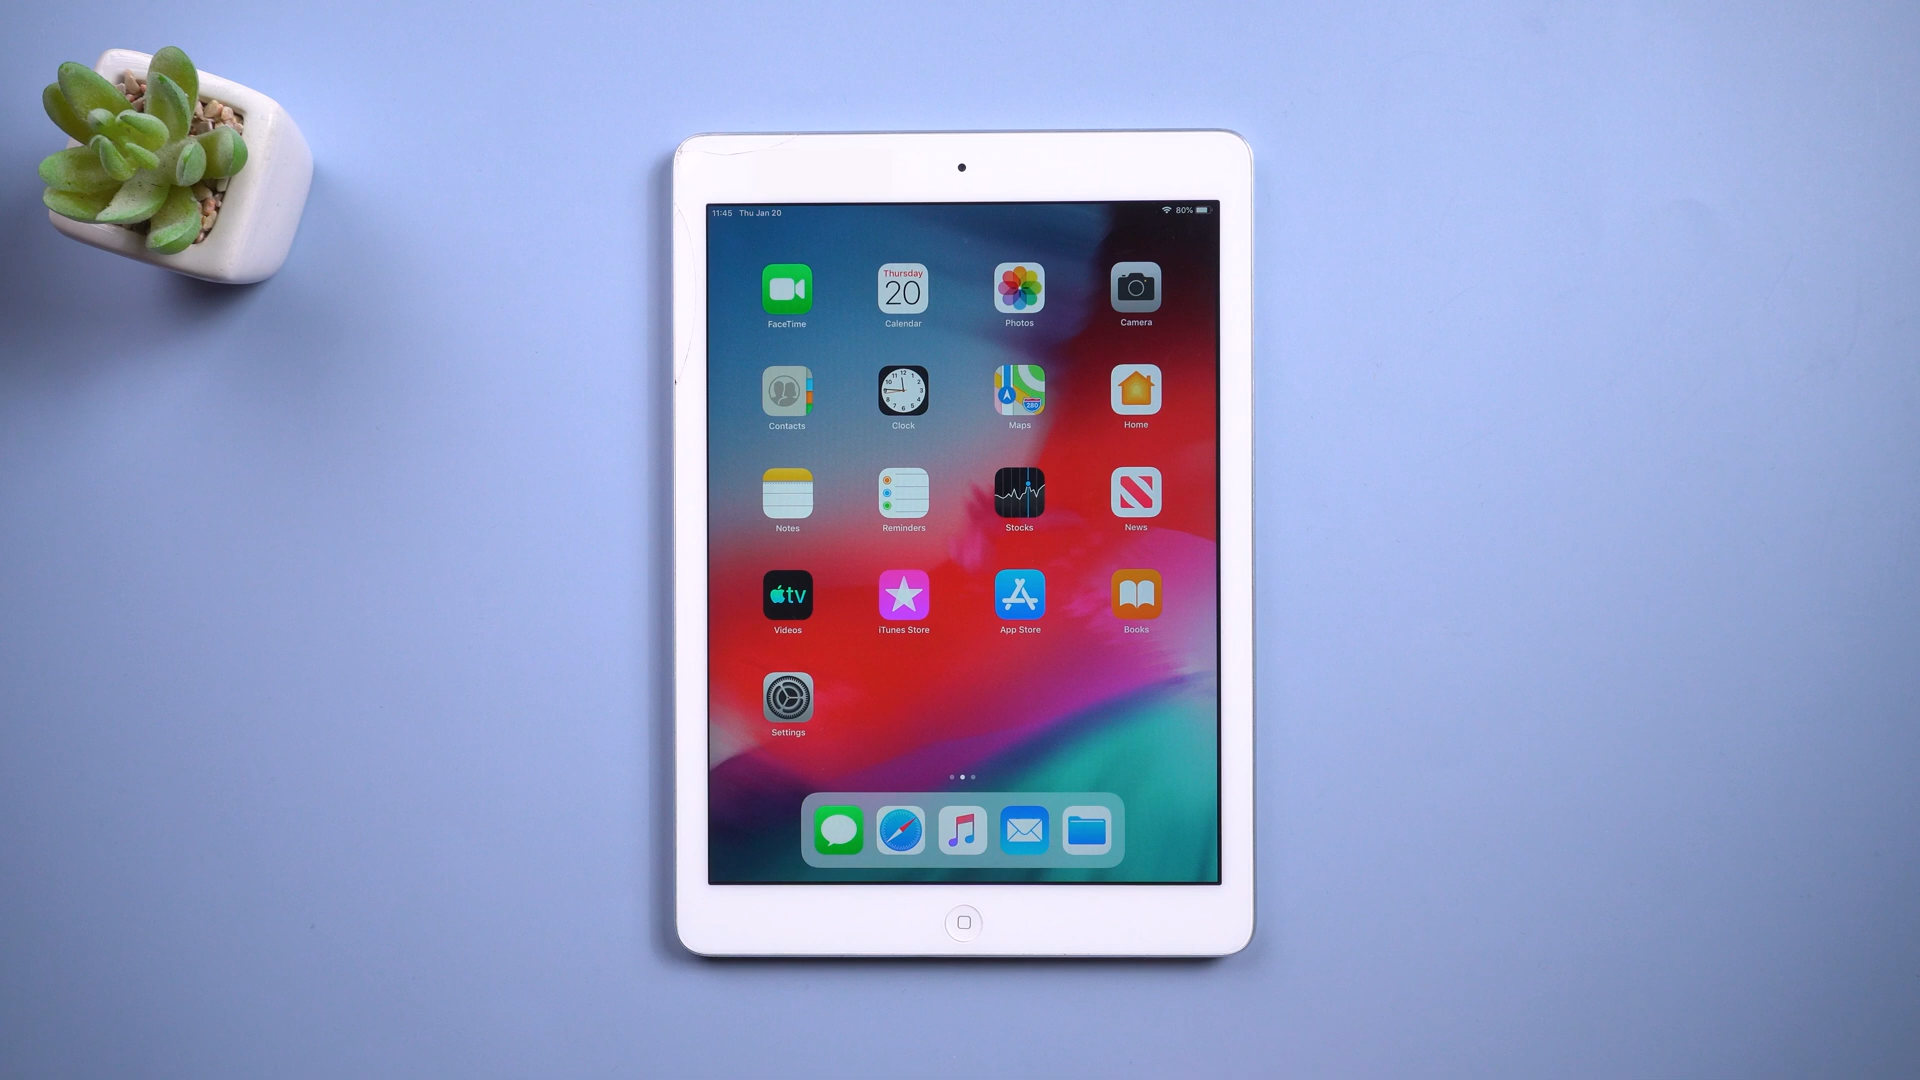 11:45 Thu Jan 20
80%
Thursday
20
FaceTime
Calendar
Photos
Camera
280
Contacts
Clock
Maps
Home
Notes
Reminders
Stocks
News
tv
Videos
iTunes Store
App Store
Books
Settings